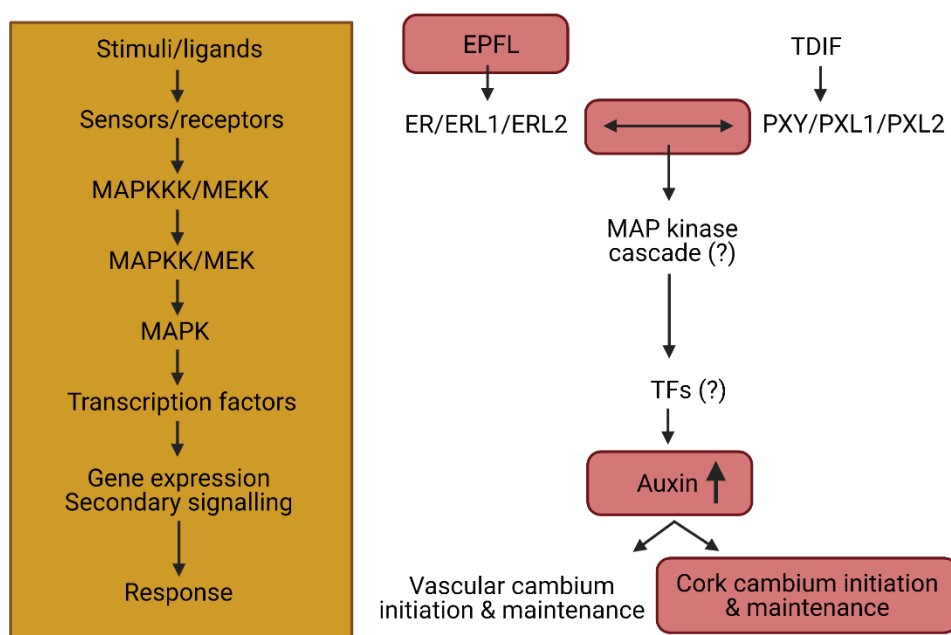 Stimuli/ligands
Sensors/receptors
MAPKKK/MEKK
MAPKK/MEK
MAPK
Transcription factors
Gene expression
Secondary signalling
Response
EPFL
TDIF
ER/ERL1/ERL2
PXY/PXL1/PXL2
MAP kinase
cascade (?)
TFs (?)
Auxin
Vascular cambium
initiation & maintenance
Cork cambium initiation
& maintenance